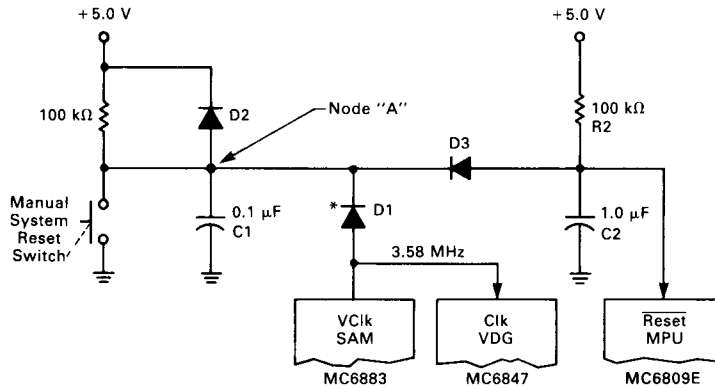 +5.0 V
+5.0 V
100 kΩ
D2
Node "A"
100 kΩ
R2
D3
Manual
System
Reset
Switch
0.1 µF
C1
*
D1
1.0 µF
C2
3.58 MHz
VClk
SAM
Clk
VDG
Reset
MPU
MC6883
MC6847
MC6809E